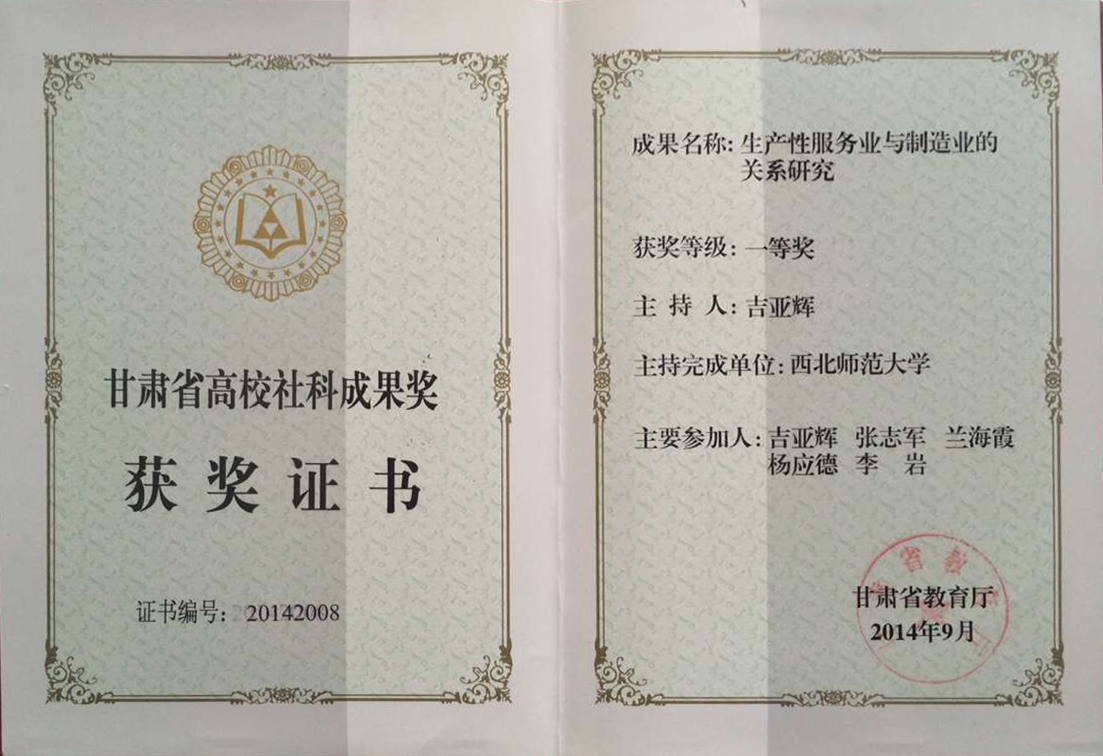 甘肃省高校社科成果奖
获奖证书
证书编号：20142008
成果名称：生产性服务业与制造业的
关系研究
获奖等级：一等奖
主 持 人：吉亚辉
主持完成单位：西北师范大学
主要参加人：吉亚辉 张志军 兰海霞
杨应德 李 岩
甘肃省教育厅
2014年9月
省教